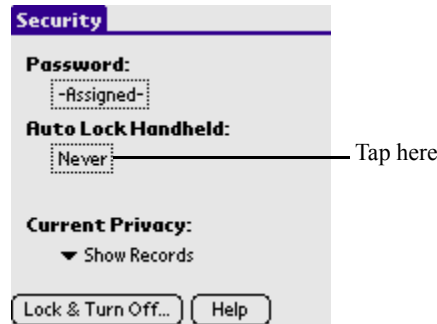 Security
Password:
-Assigned-
Auto Lock Handheld:
Never
Tap here
Current Privacy:
Show Records
Lock & Turn Off...
Help